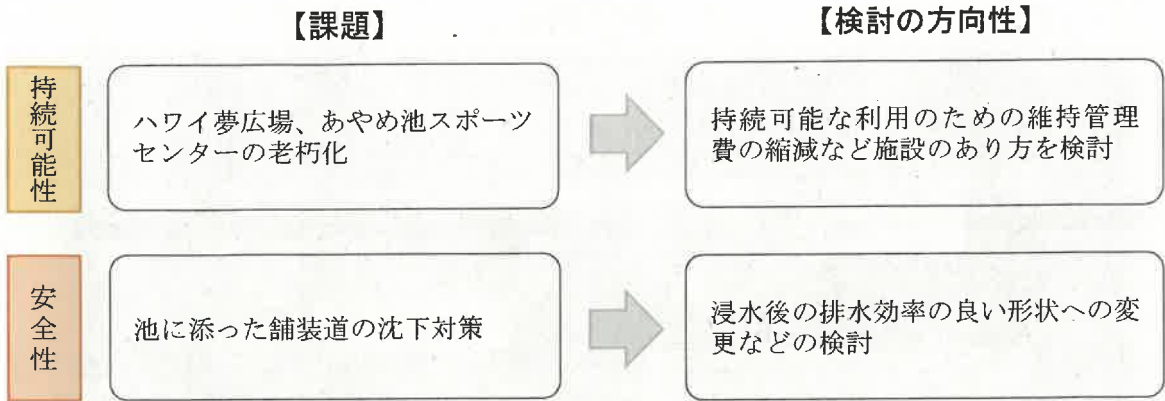 【課題】
【検討の方向性】
持続可能性
ハワイ夢広場、あやめ池スポーツ
センターの老朽化
持続可能な利用のための維持管理
費の縮減など施設のあり方を検討
安全性
池に添った舗装道の沈下対策
浸水後の排水効率の良い形状への変
更などの検討